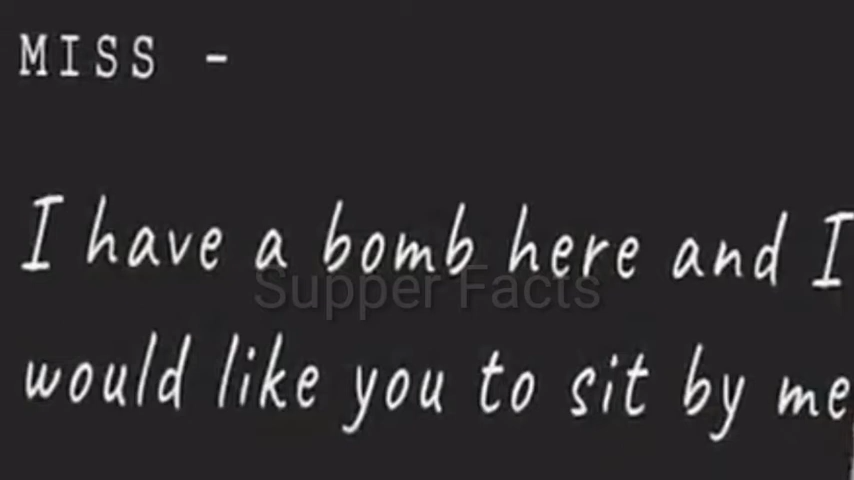 MISS -
I have a bomb here and I
Supper Facts
would like you to sit by me